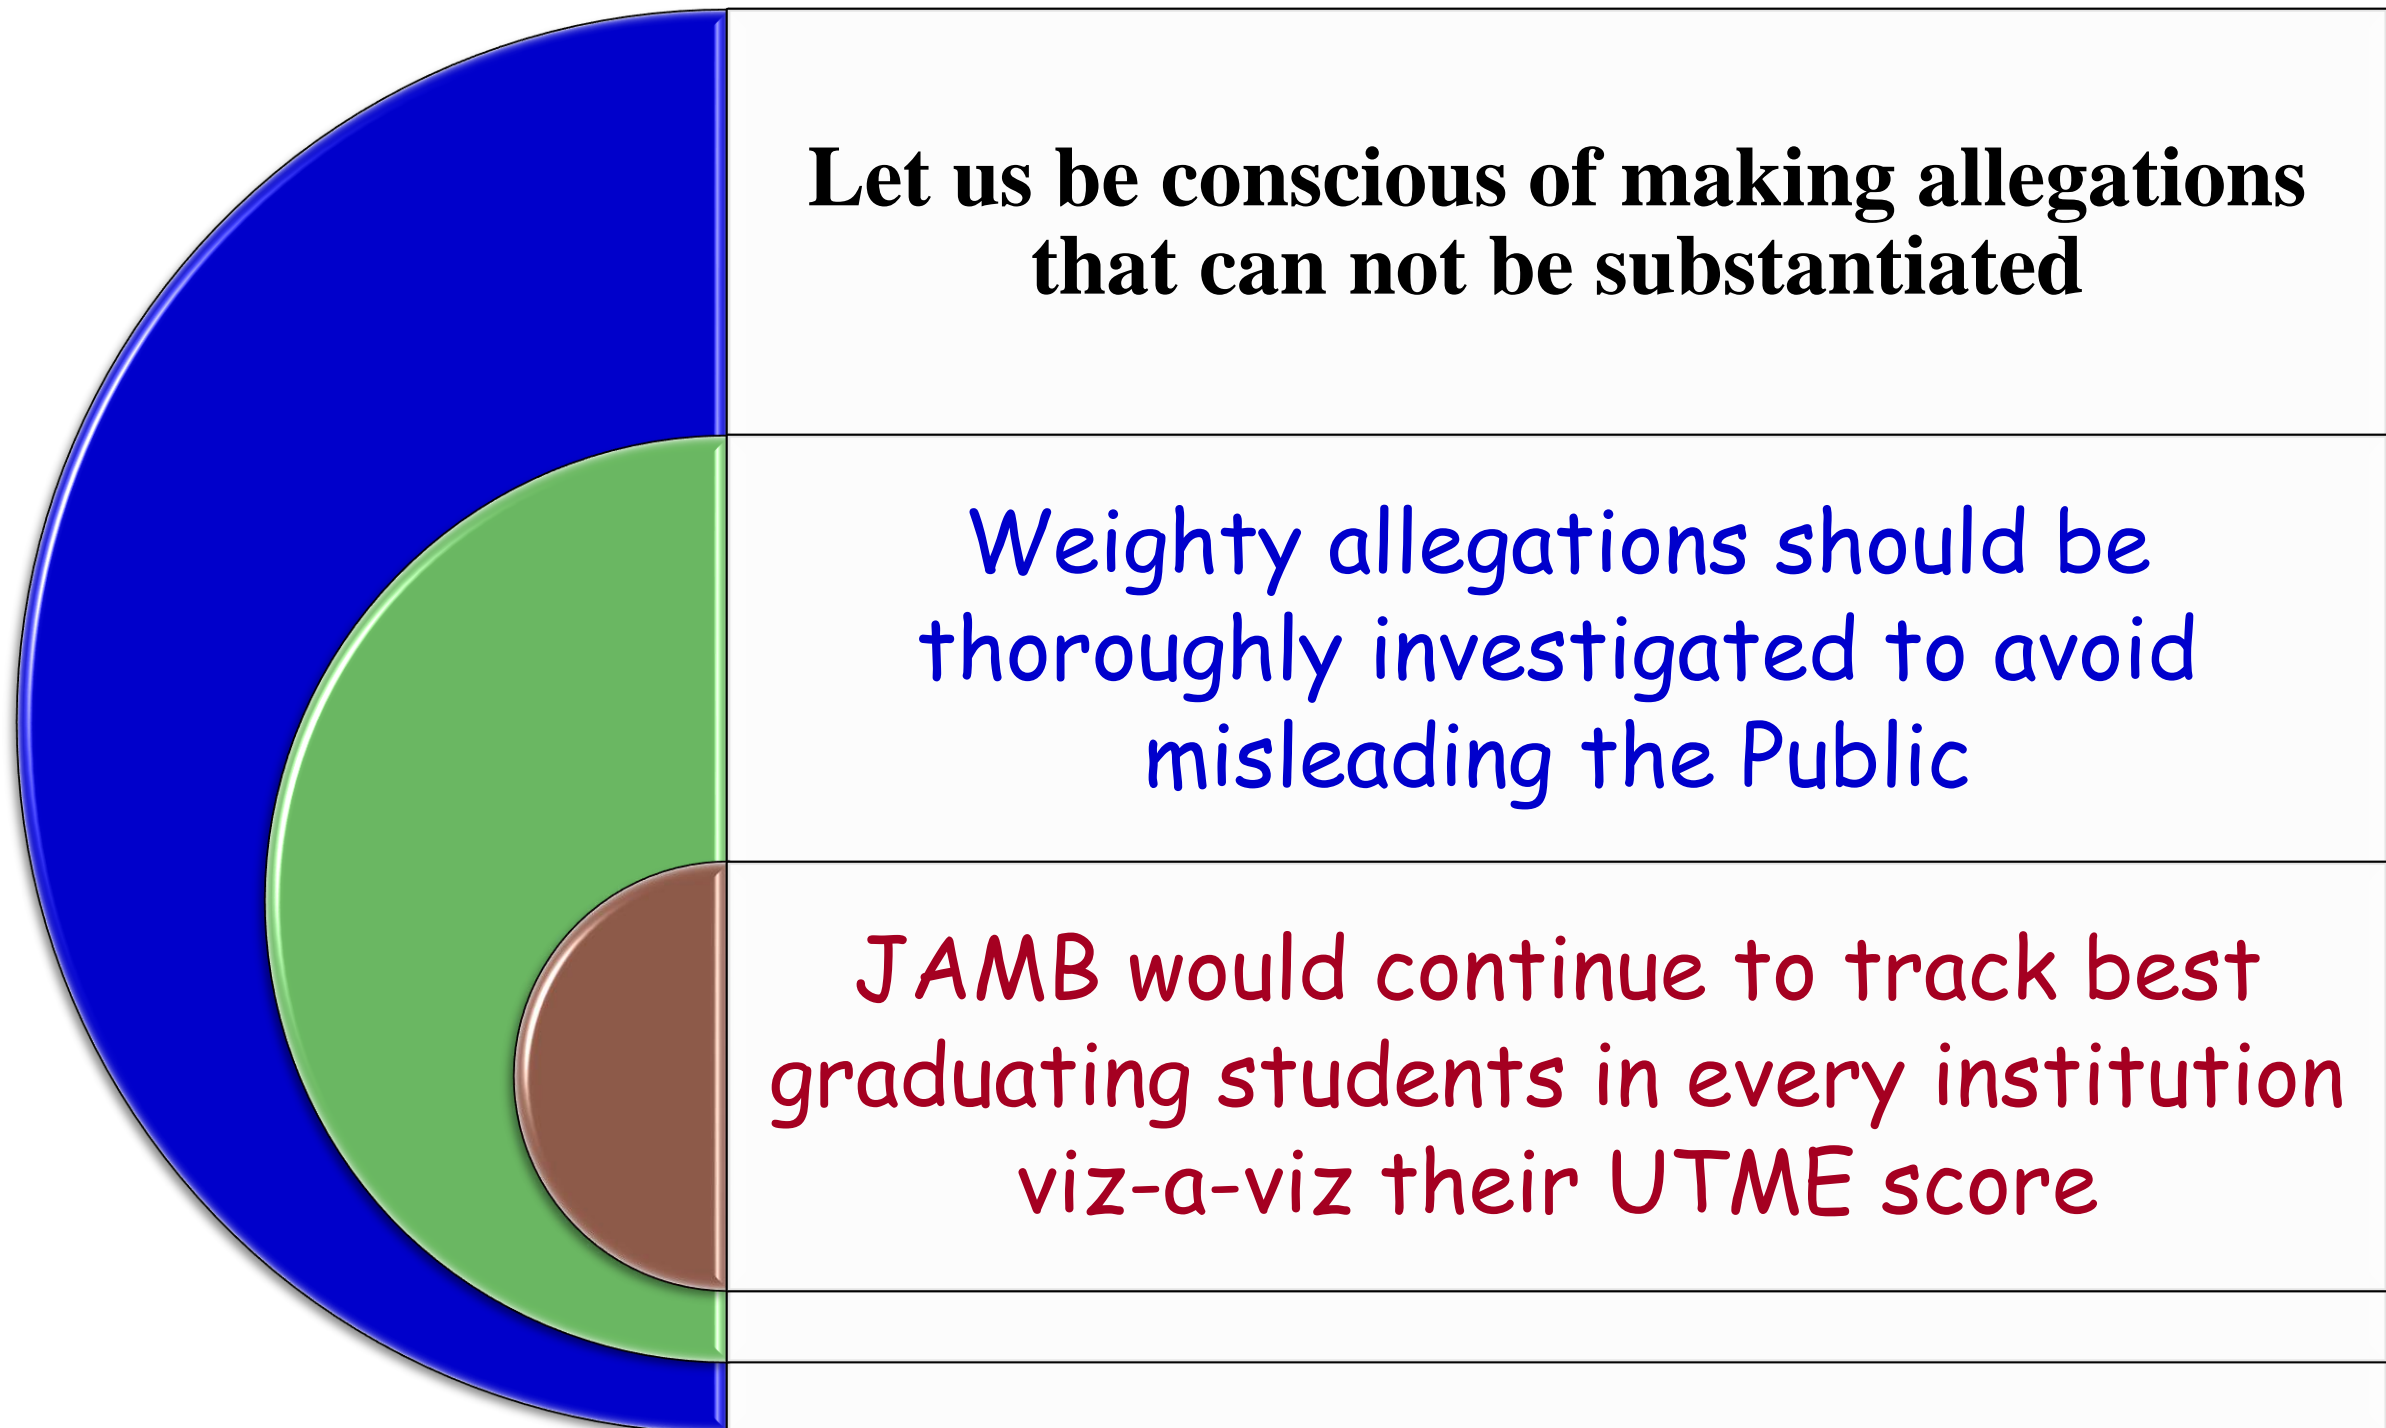 Let us be conscious of making allegations
that can not be substantiated
Weighty allegations should be
thoroughly investigated to avoid
misleading the Public
JAMB would continue to track best
graduating students in every institution
viz-a-viz their UTME score